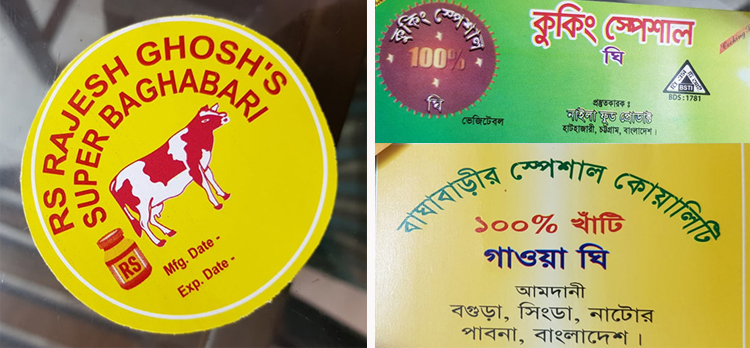 RS RAJESH GHOSH'S
SUPER BAGHABARI
RS
Mfg. Date -
Exp. Date -
কুকিং স্পেশাল
100%
ঘি
ভেজিটেবল
কুকিং স্পেশাল
ঘি
BSTI
BDS:1781
প্রস্তুতকারক :
নাইলা ফুড প্রোডাক্ট
হাটহাজারী, চট্টগ্রাম, বাংলাদেশ।
বাঘাবাড়ীর স্পেশাল কোয়ালিটি
১০০% খাঁটি
গাওয়া ঘি
আমদানী
বগুড়া, সিংডা, নাটোর
পাবনা, বাংলাদেশ।